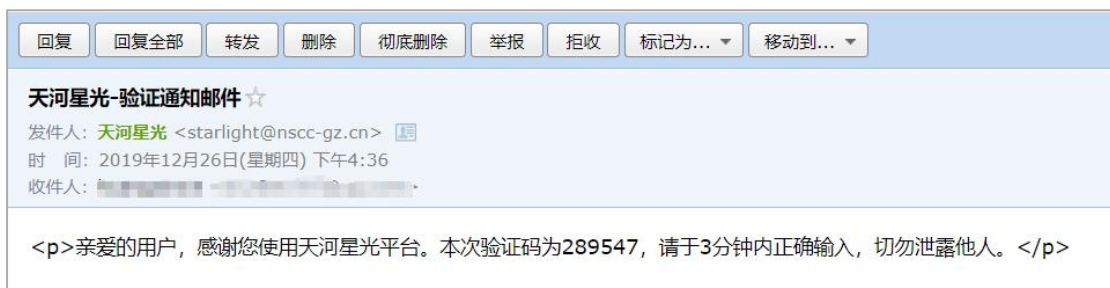 回复 回复全部 转发 删除 彻底删除 举报 拒收 标记为... 移动到...
天河星光-验证通知邮件
发件人：天河星光 <starlight@nscc-gz.cn>
时　间：2019年12月26日(星期四) 下午4:36
收件人：
<p>亲爱的用户，感谢您使用天河星光平台。本次验证码为289547，请于3分钟内正确输入，切勿泄露他人。</p>